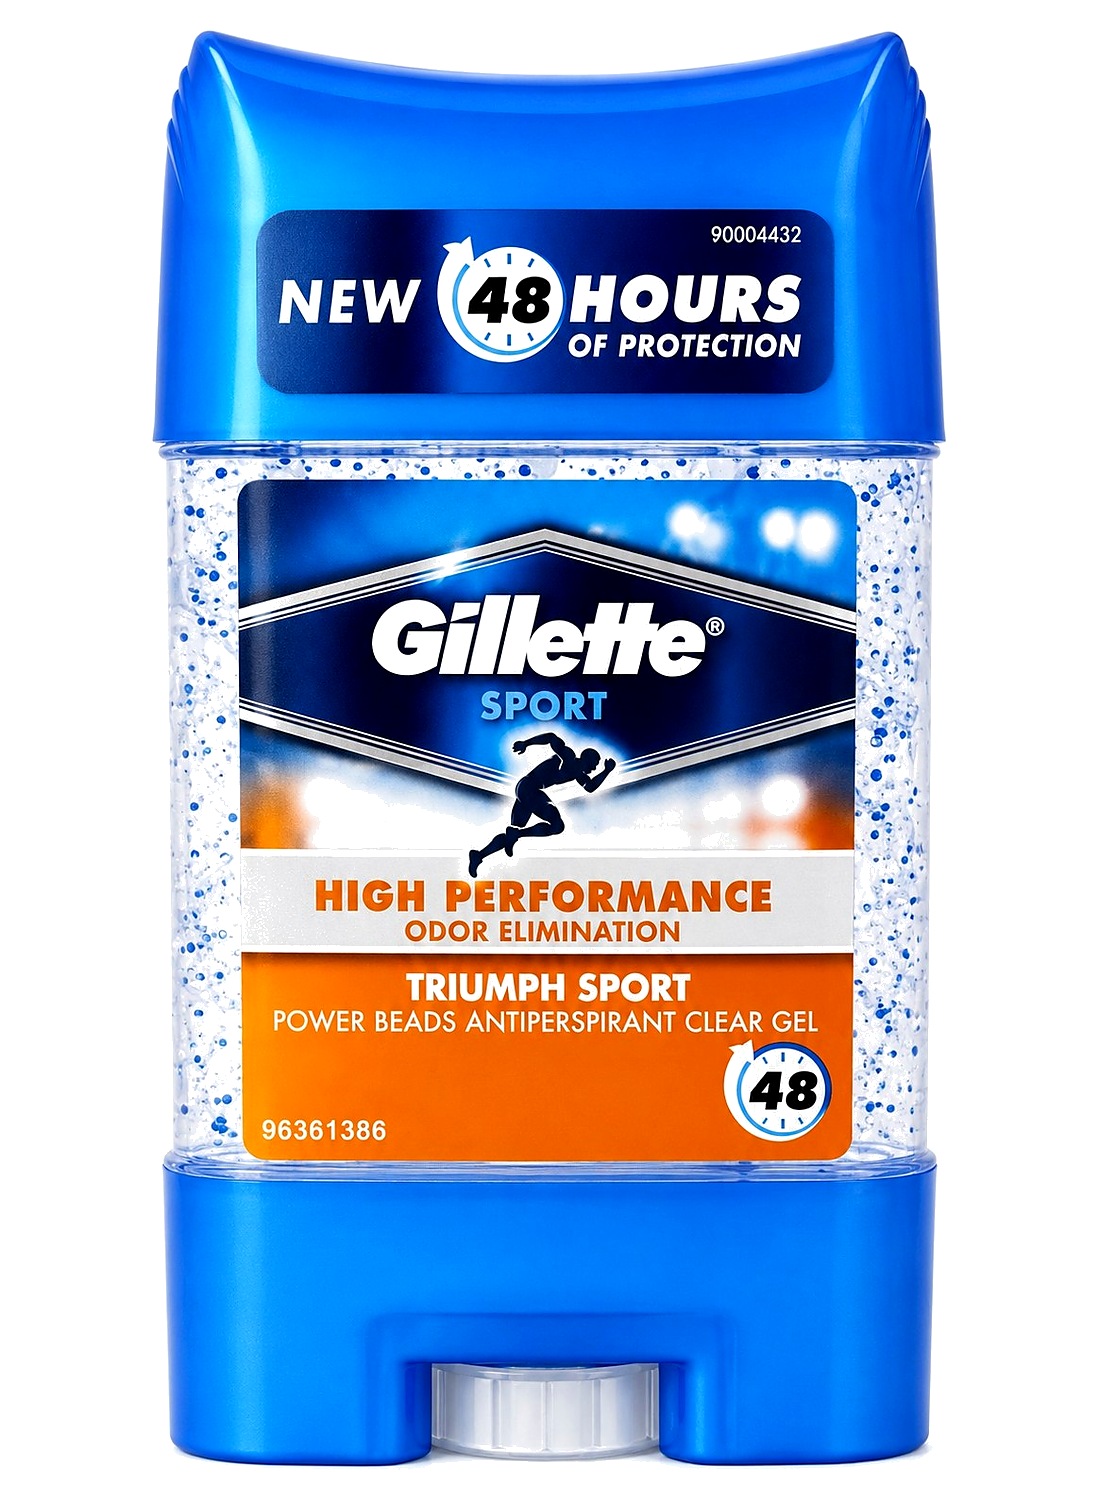 90004432
NEW 48 HOURS
OF PROTECTION
Gillette®
SPORT
HIGH PERFORMANCE
ODOR ELIMINATION
TRIUMPH SPORT
POWER BEADS ANTIPERSPIRANT CLEAR GEL
48
96361386